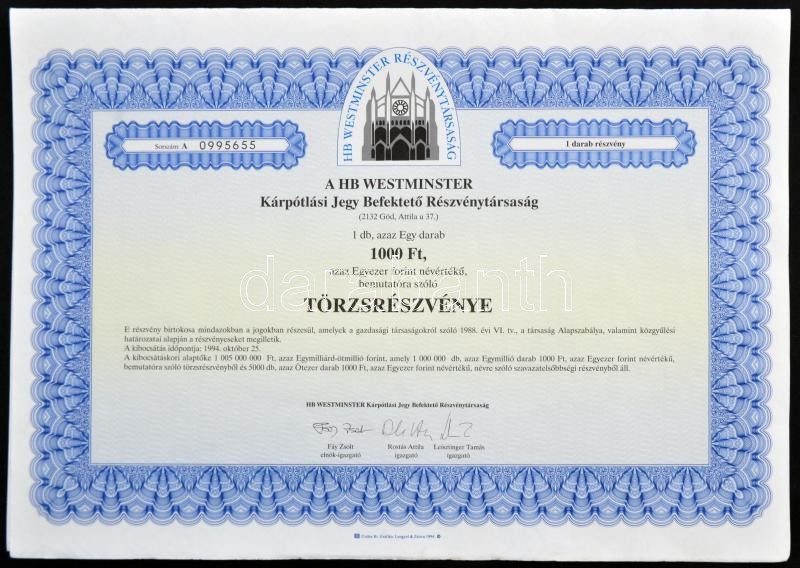 HB WESTMINSTER RÉSZVÉNYTÁRSASÁG
Sorszám: A 0995655
1 darab részvény
A HB WESTMINSTER
Kárpótlási Jegy Befektető Részvénytársaság
(2132 Göd, Attila u 37.)
1 db, azaz Egy darab
1000 Ft,
azaz Egyezer forint névértékű,
bemutatóra szóló
TÖRZSRÉSZVÉNYE
E részvény birtokosa mindazokban a jogokban részesül, amelyek a gazdasági társaságokról szóló 1988. évi VI. tv., a társaság Alapszabálya, valamint közgyűlési
határozatai alapján a részvényeseket megilletik.
A kibocsátás időpontja: 1994. október 25.
A kibocsátáskori alaptőke 1 005 000 000 Ft, azaz Egymilliárd-ötmillió forint, amely 1 000 000 db, azaz Egymillió darab 1000 Ft, azaz Egyezer forint névértékű,
bemutatóra szóló törzsrészvényből és 5000 db, azaz Ötezer darab 1000 Ft, azaz Egyezer forint névértékű, névre szóló szavazatelsőbbségi részvényből áll.
HB WESTMINSTER Kárpótlási Jegy Befektető Részvénytársaság
Fáy Zsolt Rostás Attila Lesszinger Tamás
elnök-igazgató igazgató igazgató
darabanth